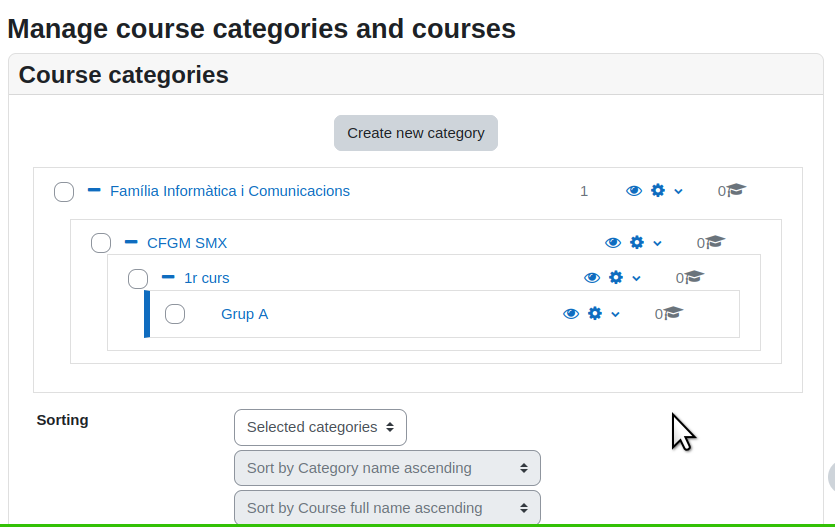 Manage course categories and courses
Course categories
Create new category
Família Informàtica i Comunicacions 1 0
CFGM SMX 0
1r curs 0
Grup A 0
Sorting Selected categories
Sort by Category name ascending
Sort by Course full name ascending